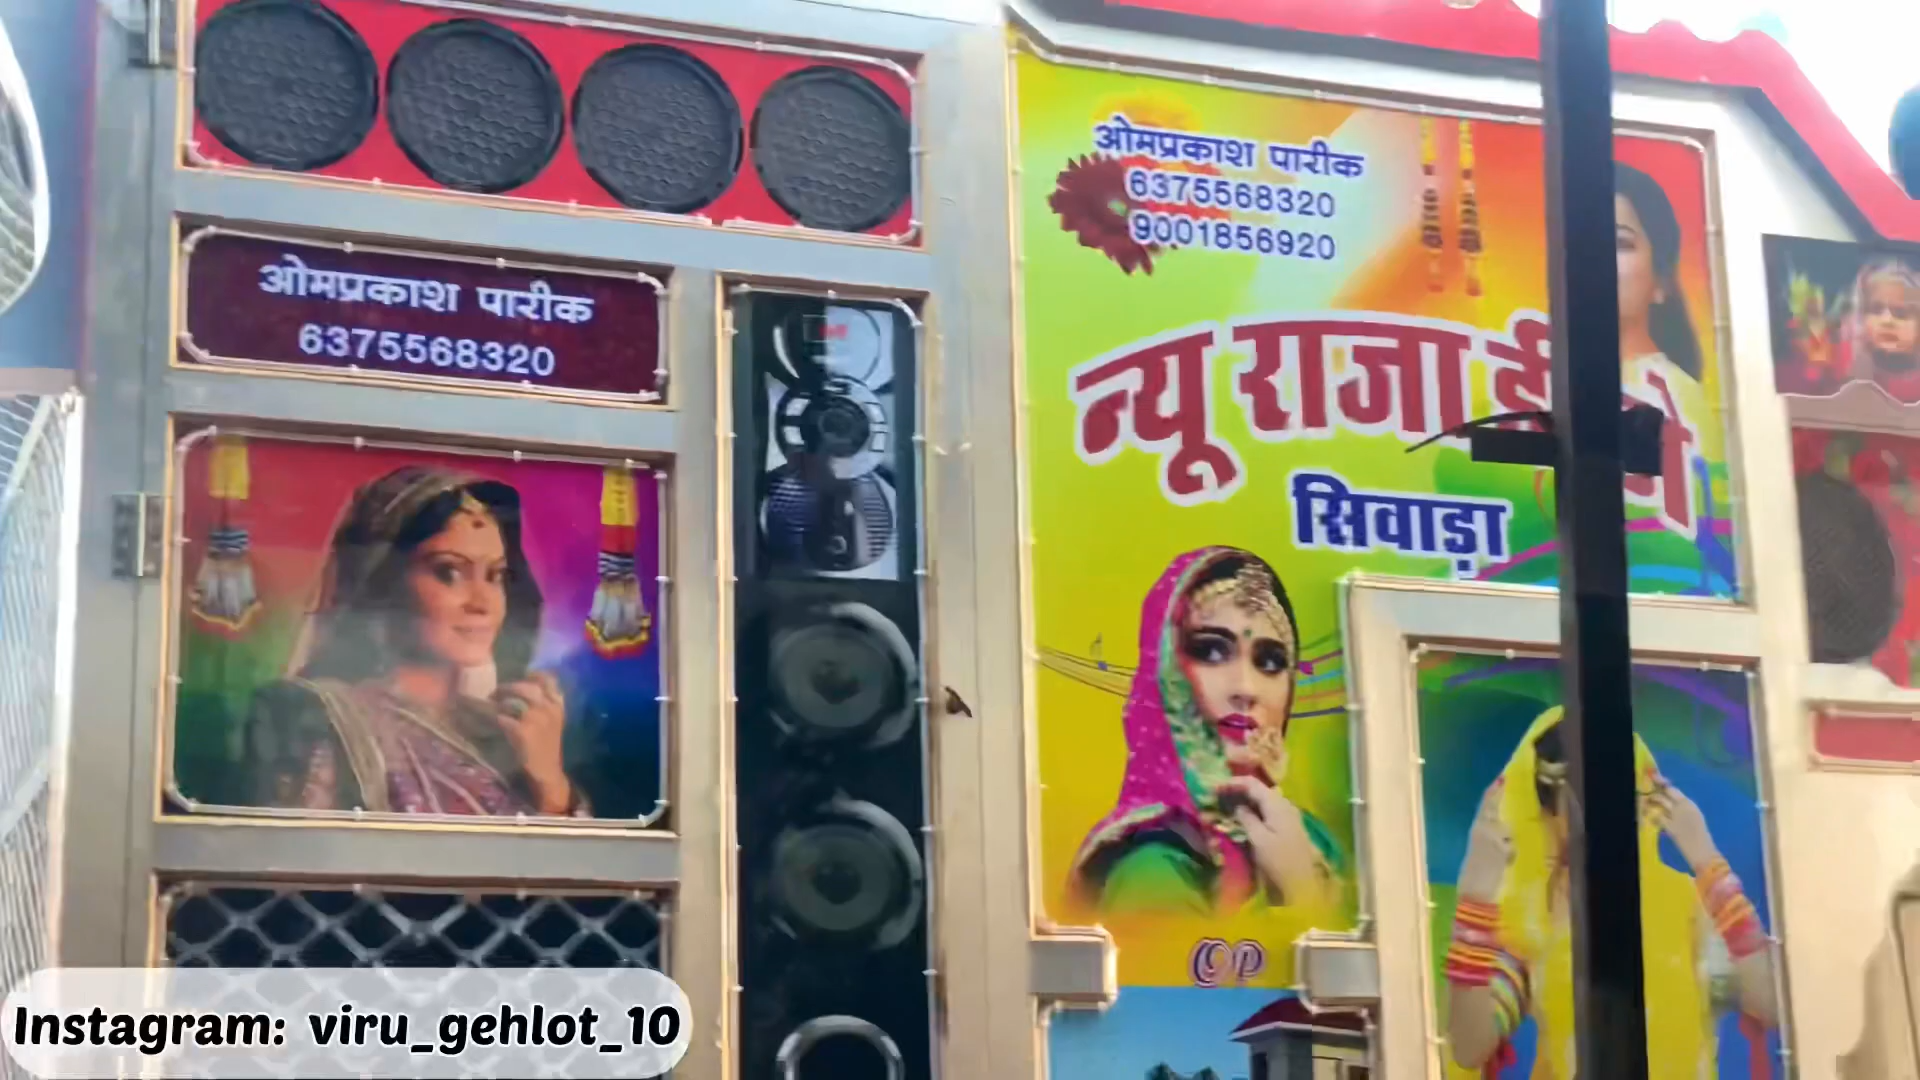 ओमप्रकाश पारीक
6375568320
ओमप्रकाश पारीक
6375568320
9001856920
न्यू राजा
सिवाड़ा
OP
Instagram: viru_gehlot_10